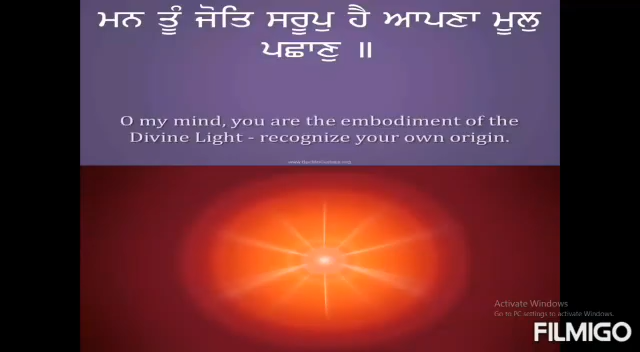 ਮਨ ਤੂੰ ਜੋਤਿ ਸਰੂਪੁ ਹੈ ਆਪਣਾ ਮੂਲੁ
ਪਛਾਣੁ ॥
O my mind, you are the embodiment of the
Divine Light - recognize your own origin.
Activate Windows
Go to PC settings to activate Windows.
FILMIGO